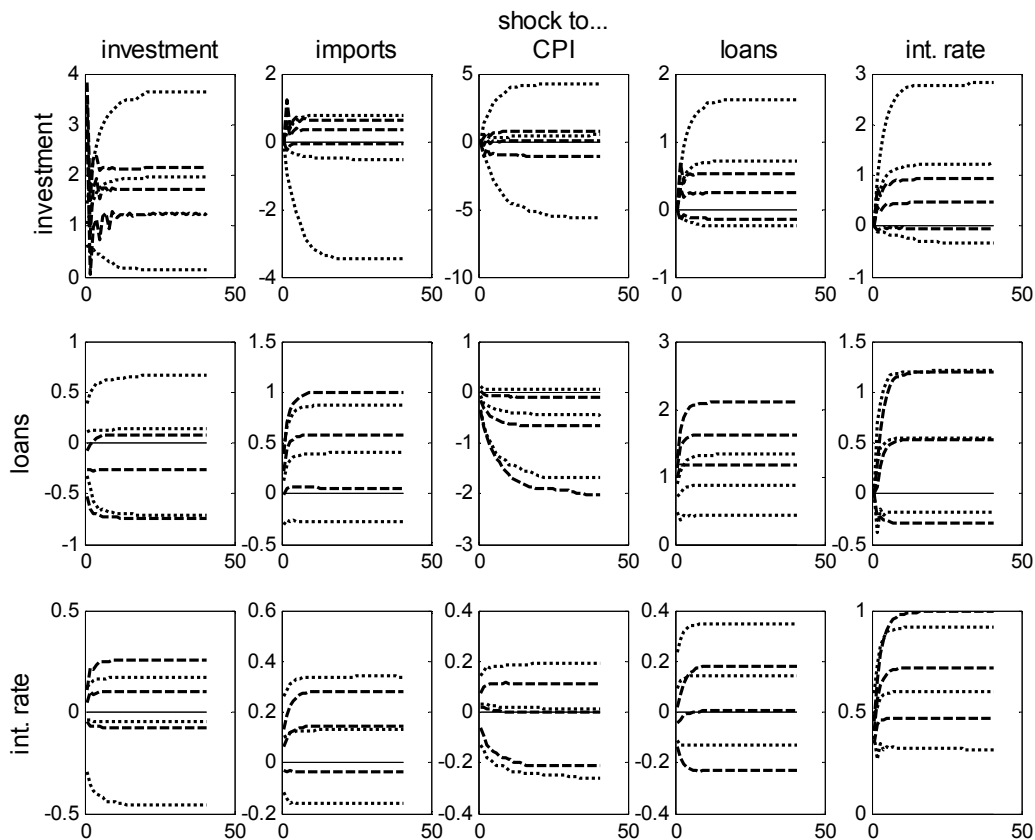 shock to...
investment imports CPI loans int. rate
investment
4 2 5 2 3
3 0 0 1 2
2 -2 -5 0 1
1 -4 -10 -1 0
0 -1
0 50 0 50 0 50 0 50 0 50
loans
1 1.5 1 3 1.5
0.5 1 0 2 1
0 0.5 -1 1 0.5
-0.5 0 -2 0 0
-1 -0.5 -3 -0.5
0 50 0 50 0 50 0 50 0 50
int. rate
0.5 0.6 0.4 0.4 1
0 0.4 0.2 0.2 0.5
-0.5 0.2 0 0 0
0 -0.2 -0.2
-0.2 -0.4 -0.4
0 50 0 50 0 50 0 50 0 50